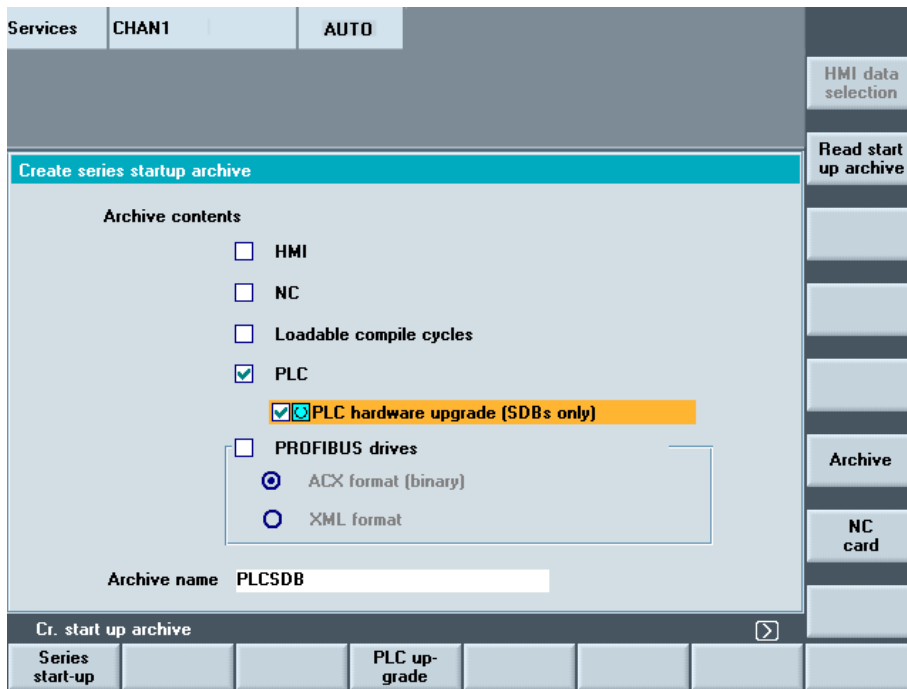 Services CHAN1 AUTO
HMI data
selection
Read start
up archive
Create series startup archive
Archive contents
HMI
NC
Loadable compile cycles
PLC
PLC hardware upgrade (SDBs only)
PROFIBUS drives
ACX format (binary)
XML format
Archive
NC
card
Archive name PLCSDB
Cr. start up archive
Series
start-up
PLC up-
grade